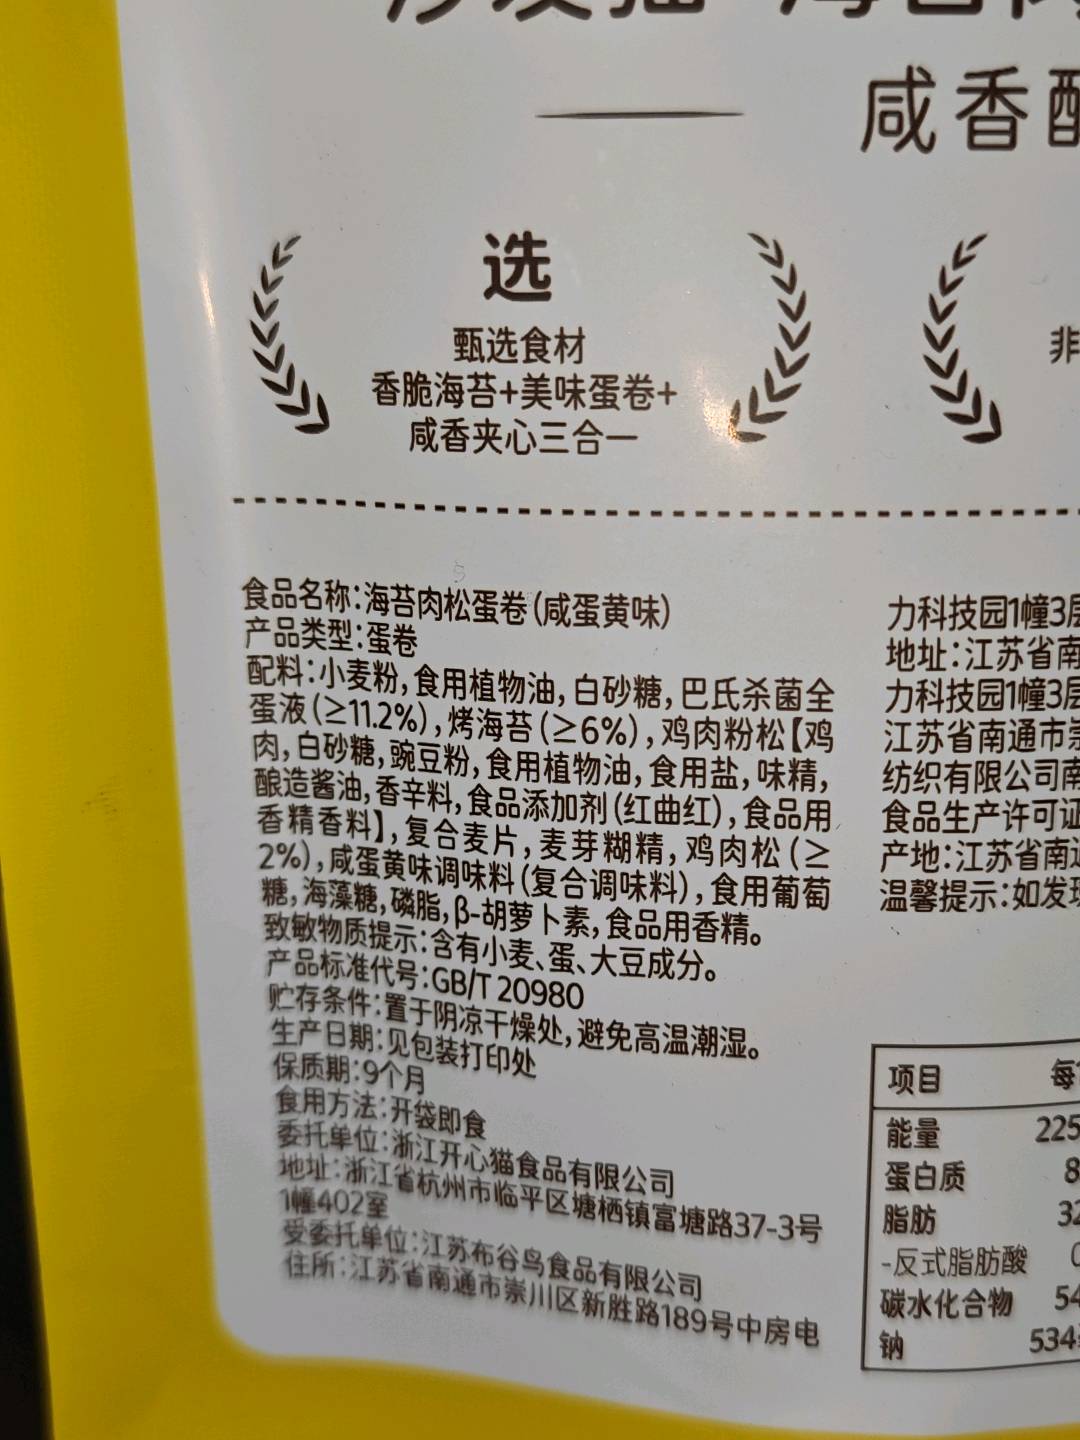 咸香
选
甄选食材
香脆海苔+美味蛋卷+
咸香夹心三合一
非
食品名称:海苔肉松蛋卷(咸蛋黄味)
产品类型:蛋卷
配料:小麦粉,食用植物油,白砂糖,巴氏杀菌全
蛋液(≥11.2%),烤海苔(≥6%),鸡肉粉松【鸡
肉,白砂糖,豌豆粉,食用植物油,食用盐,味精,
酿造酱油,香辛料,食品添加剂(红曲红),食品用
香精香料】,复合麦片,麦芽糊精,鸡肉松(≥
2%),咸蛋黄味调味料(复合调味料),食用葡萄
糖,海藻糖,磷脂,β-胡萝卜素,食品用香精。
致敏物质提示:含有小麦、蛋、大豆成分。
产品标准代号:GB/T 20980
贮存条件:置于阴凉干燥处,避免高温潮湿。
生产日期:见包装打印处
保质期:9个月
食用方法:开袋即食
委托单位:浙江开心猫食品有限公司
地址:浙江省杭州市临平区塘栖镇富塘路37-3号
1幢402室
受委托单位:江苏布谷鸟食品有限公司
住所:江苏省南通市崇川区新胜路189号中房电
力科技园1幢3层
地址:江苏省南
力科技园1幢3层
江苏省南通市崇
纺织有限公司南
食品生产许可证
产地:江苏省南通
温馨提示:如发现
项目 每1
能量 225
蛋白质 8
脂肪 32
-反式脂肪酸 0
碳水化合物 54
钠 534